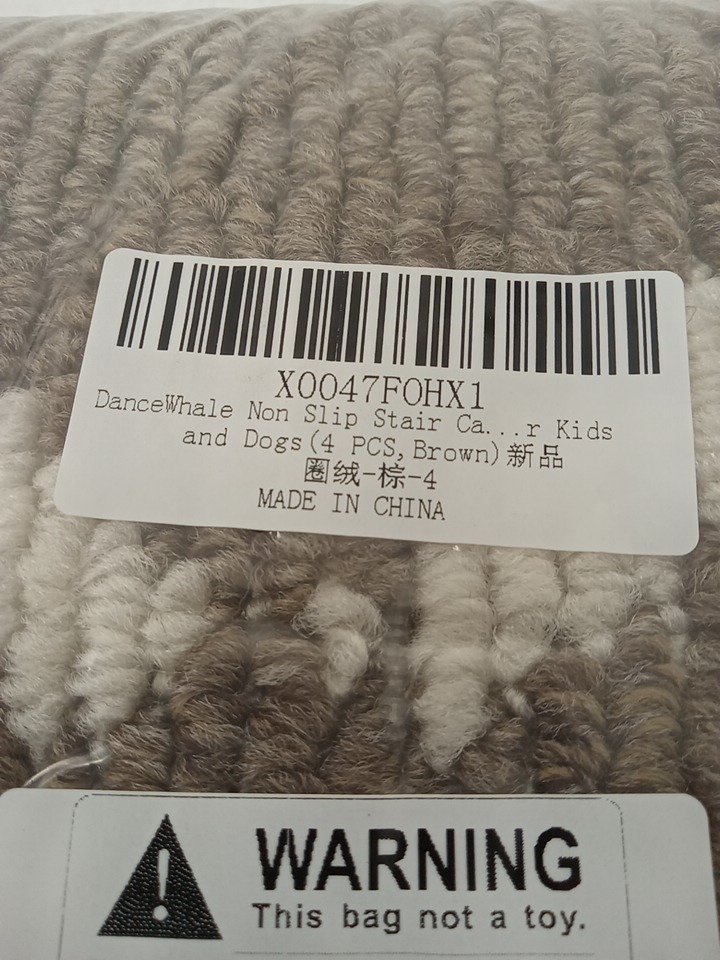 X0047FOHX1
DanceWhale Non Slip Stair Ca...r Kids
and Dogs(4 PCS,Brown)新品
圈绒-棕-4
MADE IN CHINA
WARNING
This bag not a toy.